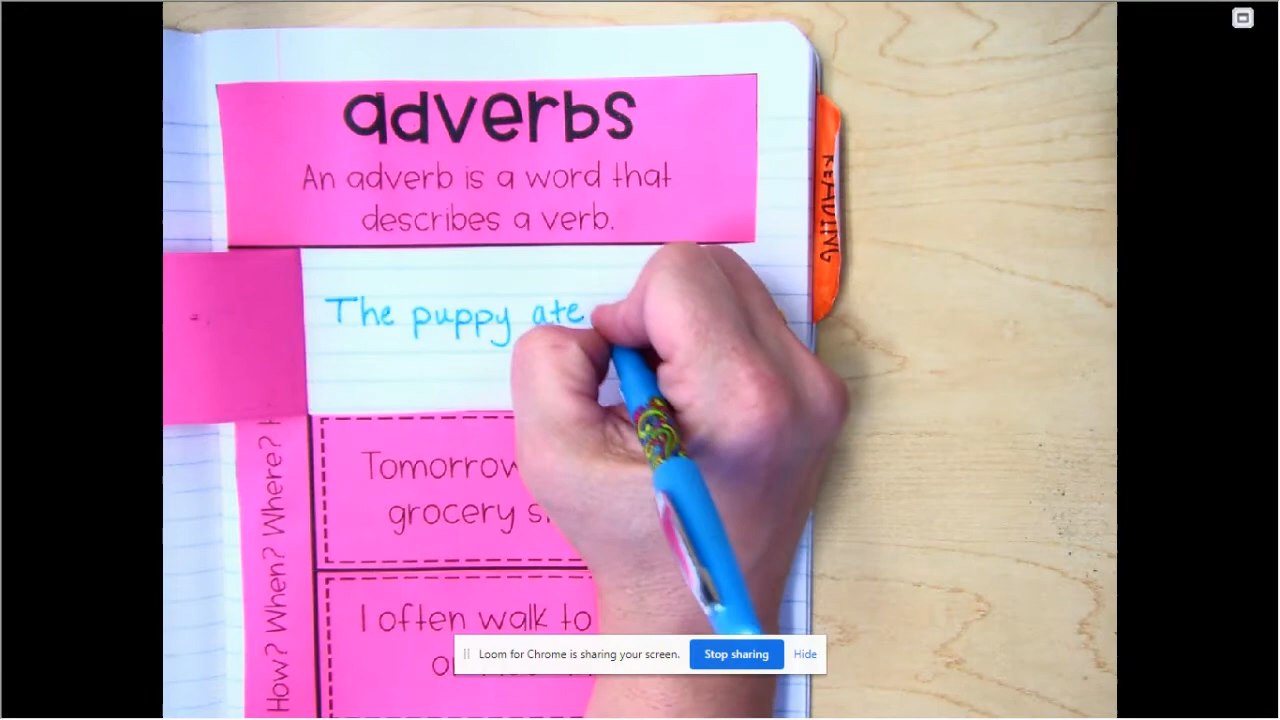 adverbs
An adverb is a word that
describes a verb.
READING
The puppy ate
How? When? Where?
Tomorrow
grocery
I often walk to
Loom for Chrome is sharing your screen.
Stop sharing
Hide